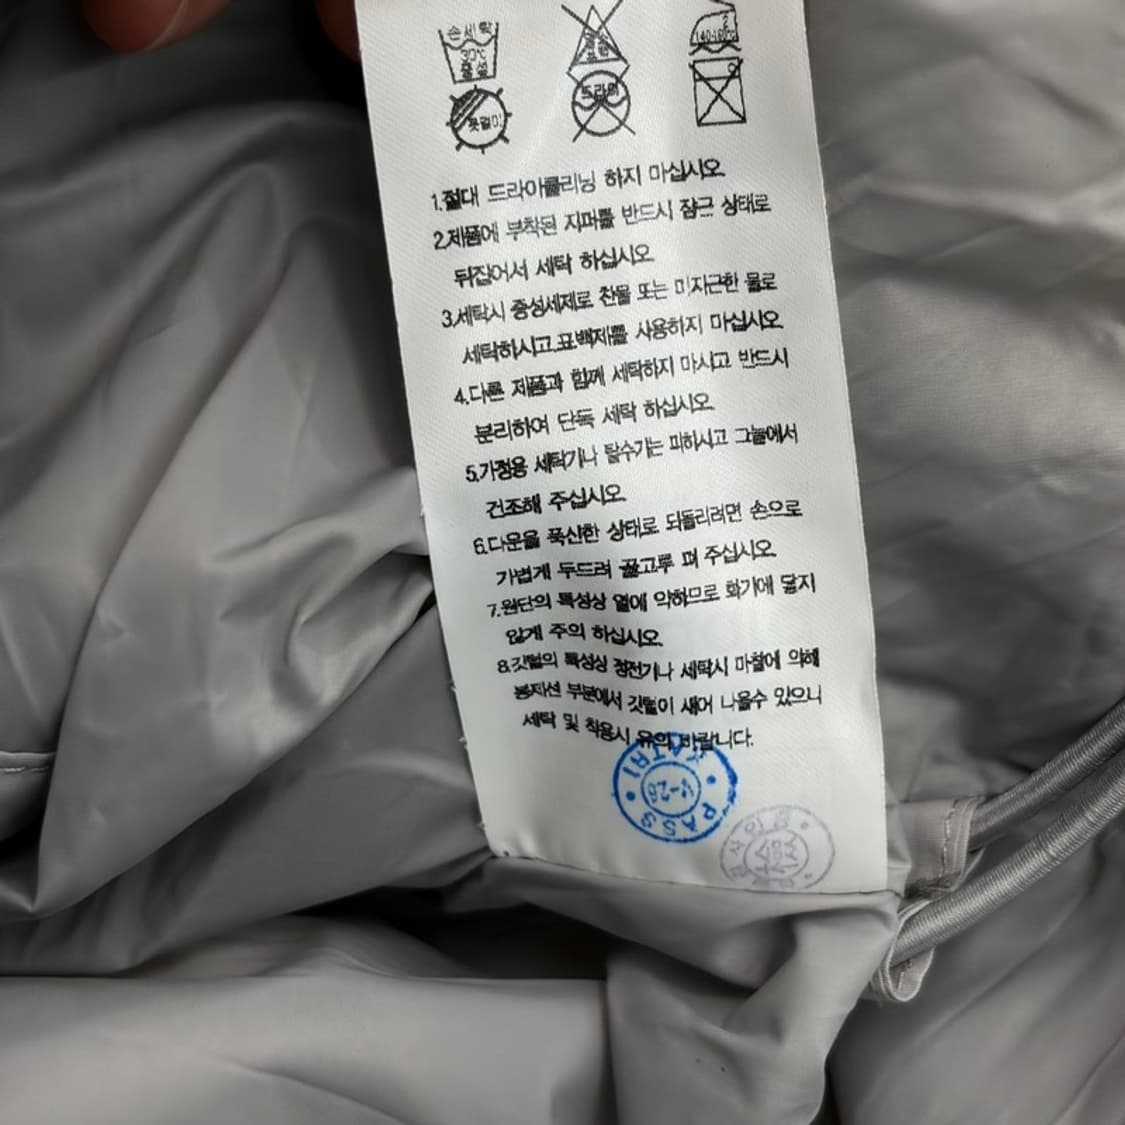 손세탁
30℃
중성
염소
표백
2
140-160℃
옷걸이
드라이
1.절대 드라이클리닝 하지 마십시오
2.제품에 부착된 지퍼를 반드시 잠근 상태로
뒤집어서 세탁 하십시오
3.세탁시 중성세제로 찬물 또는 미지근한 물로
세탁하시고 표백제를 사용하지 마십시오
4.다른 제품과 함께 세탁하지 마시고 반드시
분리하여 단독 세탁 하십시오
5.가정용 세탁기나 탈수기는 피하시고 그늘에서
건조해 주십시오
6.다운을 푹신한 상태로 되돌리려면 손으로
가볍게 두드려 골고루 펴 주십시오
7.원단의 특성상 열에 약하므로 화기에 닿지
않게 주의 하십시오
8.깃털의 특성상 정전기나 세탁시 마찰에 의해
봉제선 부분에서 깃털이 새어 나올수 있으니
세탁 및 착용시 유의 바랍니다.
KATRI
PASS